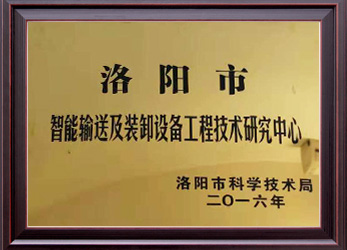 洛阳市
智能输送及装卸设备工程技术研究中心
洛阳市科学技术局
二〇一六年